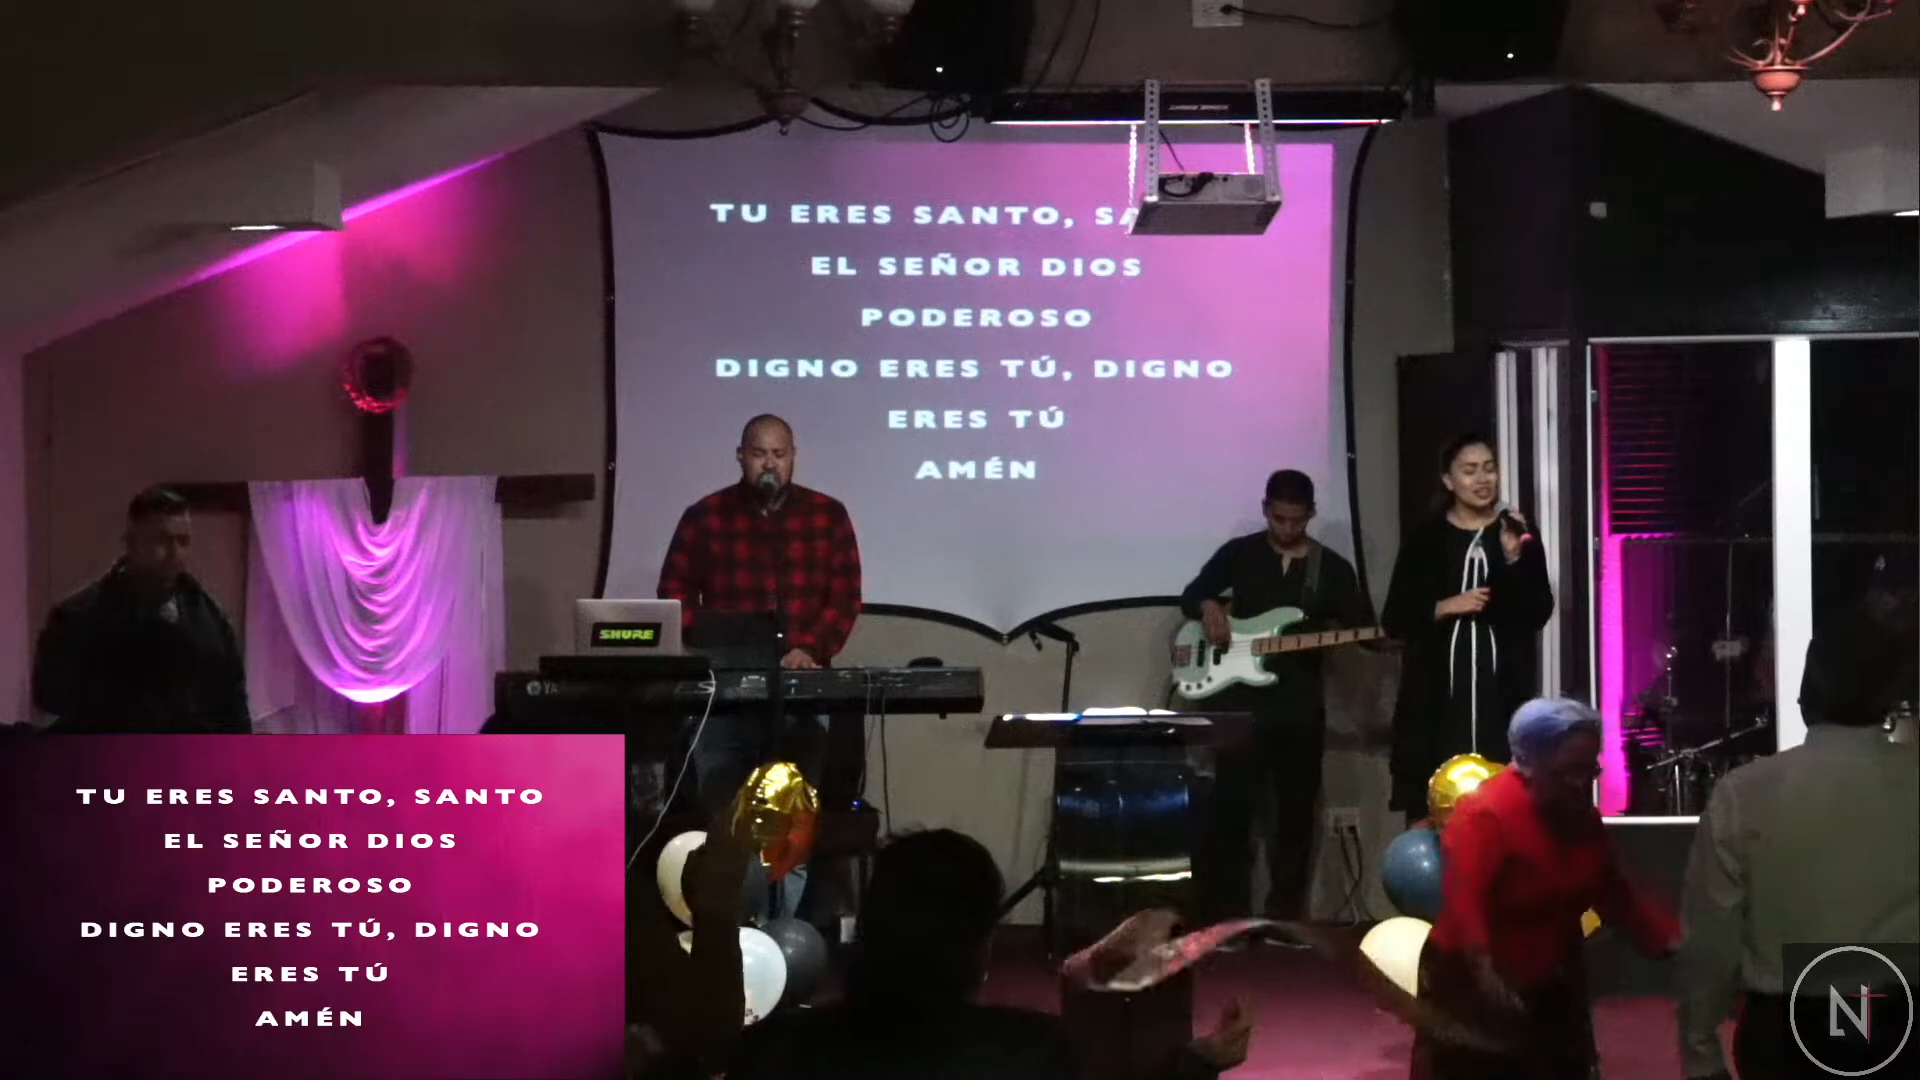 TU ERES SANTO, SA
EL SEÑOR DIOS
PODEROSO
DIGNO ERES TÚ, DIGNO
ERES TÚ
AMÉN
SHURE
YA
TU ERES SANTO, SANTO
EL SEÑOR DIOS
PODEROSO
DIGNO ERES TÚ, DIGNO
ERES TÚ
AMÉN
N